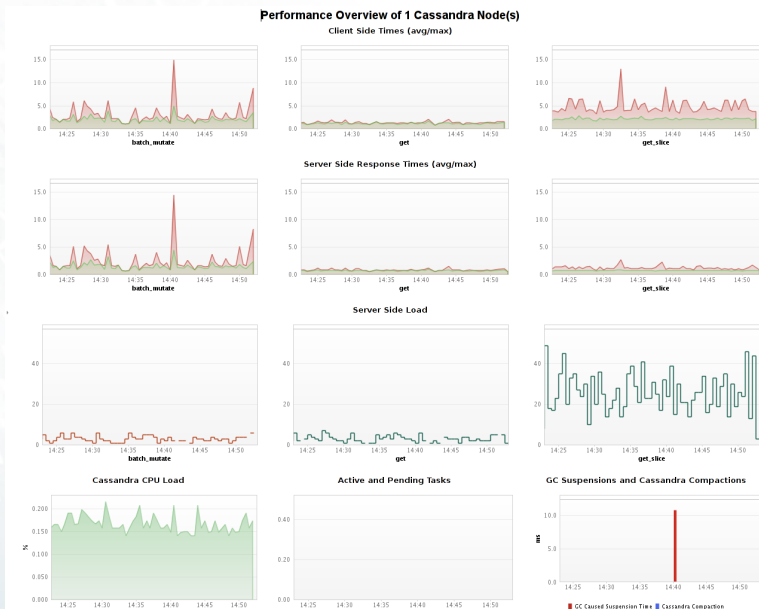 Performance Overview of 1 Cassandra Node(s)
Client Side Times (avg/max)
15.0
10.0
5.0
0.0
14:25 14:30 14:35 14:40 14:45 14:50
batch_mutate
15.0
10.0
5.0
0.0
14:25 14:30 14:35 14:40 14:45 14:50
get
15.0
10.0
5.0
0.0
14:25 14:30 14:35 14:40 14:45 14:50
get_slice
Server Side Response Times (avg/max)
15.0
10.0
5.0
0.0
14:25 14:30 14:35 14:40 14:45 14:50
batch_mutate
15.0
10.0
5.0
0.0
14:25 14:30 14:35 14:40 14:45 14:50
get
15.0
10.0
5.0
0.0
14:25 14:30 14:35 14:40 14:45 14:50
get_slice
Server Side Load
40
20
0
14:25 14:30 14:35 14:40 14:45 14:50
batch_mutate
40
20
0
14:25 14:30 14:35 14:40 14:45 14:50
get
40
20
0
14:25 14:30 14:35 14:40 14:45 14:50
get_slice
Cassandra CPU Load
%
0.200
0.150
0.100
0.050
0.000
14:25 14:30 14:35 14:40 14:45 14:50
Active and Pending Tasks
0.40
0.20
0.00
14:25 14:30 14:35 14:40 14:45 14:50
GC Suspensions and Cassandra Compactions
ms
10.0
5.0
0.0
14:25 14:30 14:35 14:40 14:45 14:50
GC Caused Suspension Time Cassandra Compaction